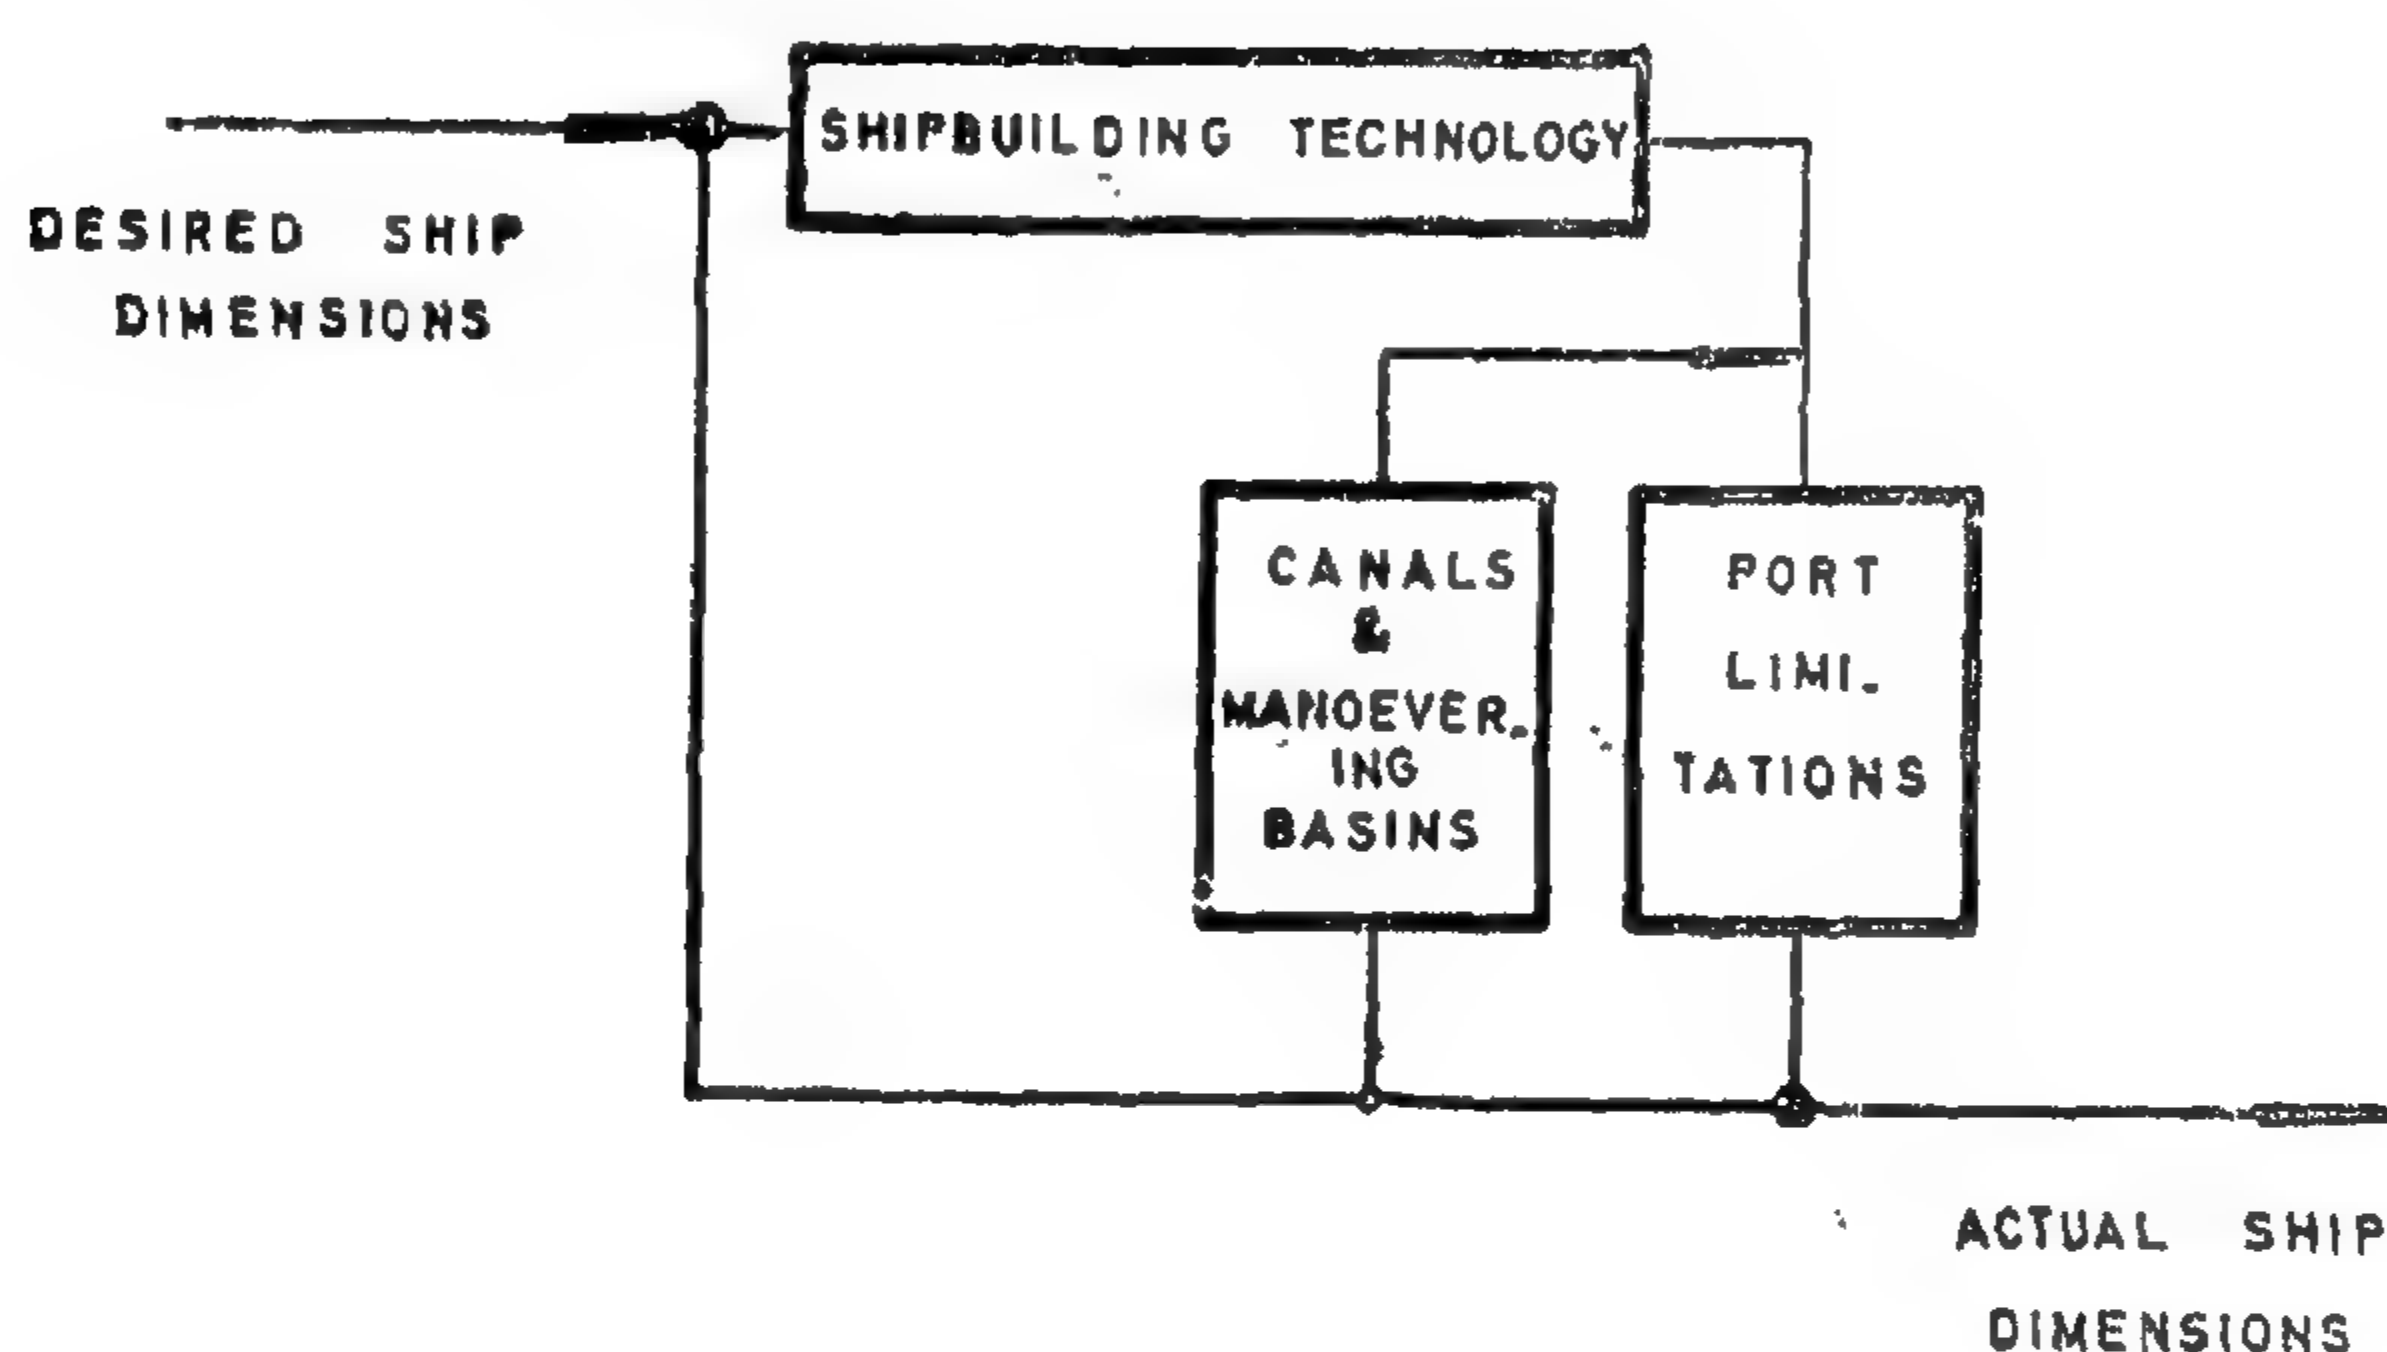 SHIPBUILDING TECHNOLOGY
DESIRED SHIP
DIMENSIONS
CANALS
&
MANOEVER-
ING
BASINS
PORT
LIMI-
TATIONS
ACTUAL SHIP
DIMENSIONS